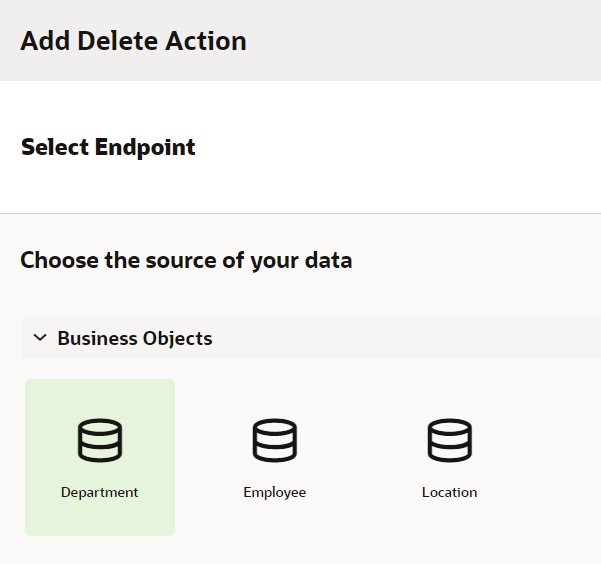 Add Delete Action
Select Endpoint
Choose the source of your data
Business Objects
Department
Employee
Location